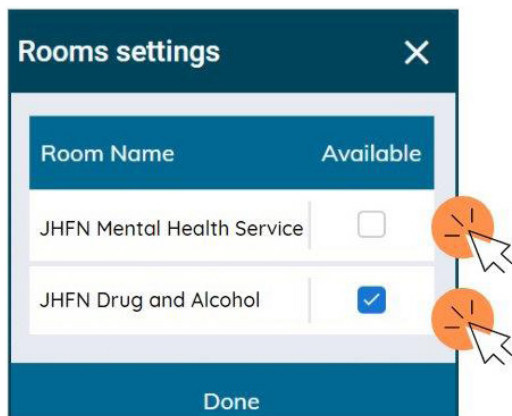 Rooms settings
Room Name Available
JHFN Mental Health Service
JHFN Drug and Alcohol
Done